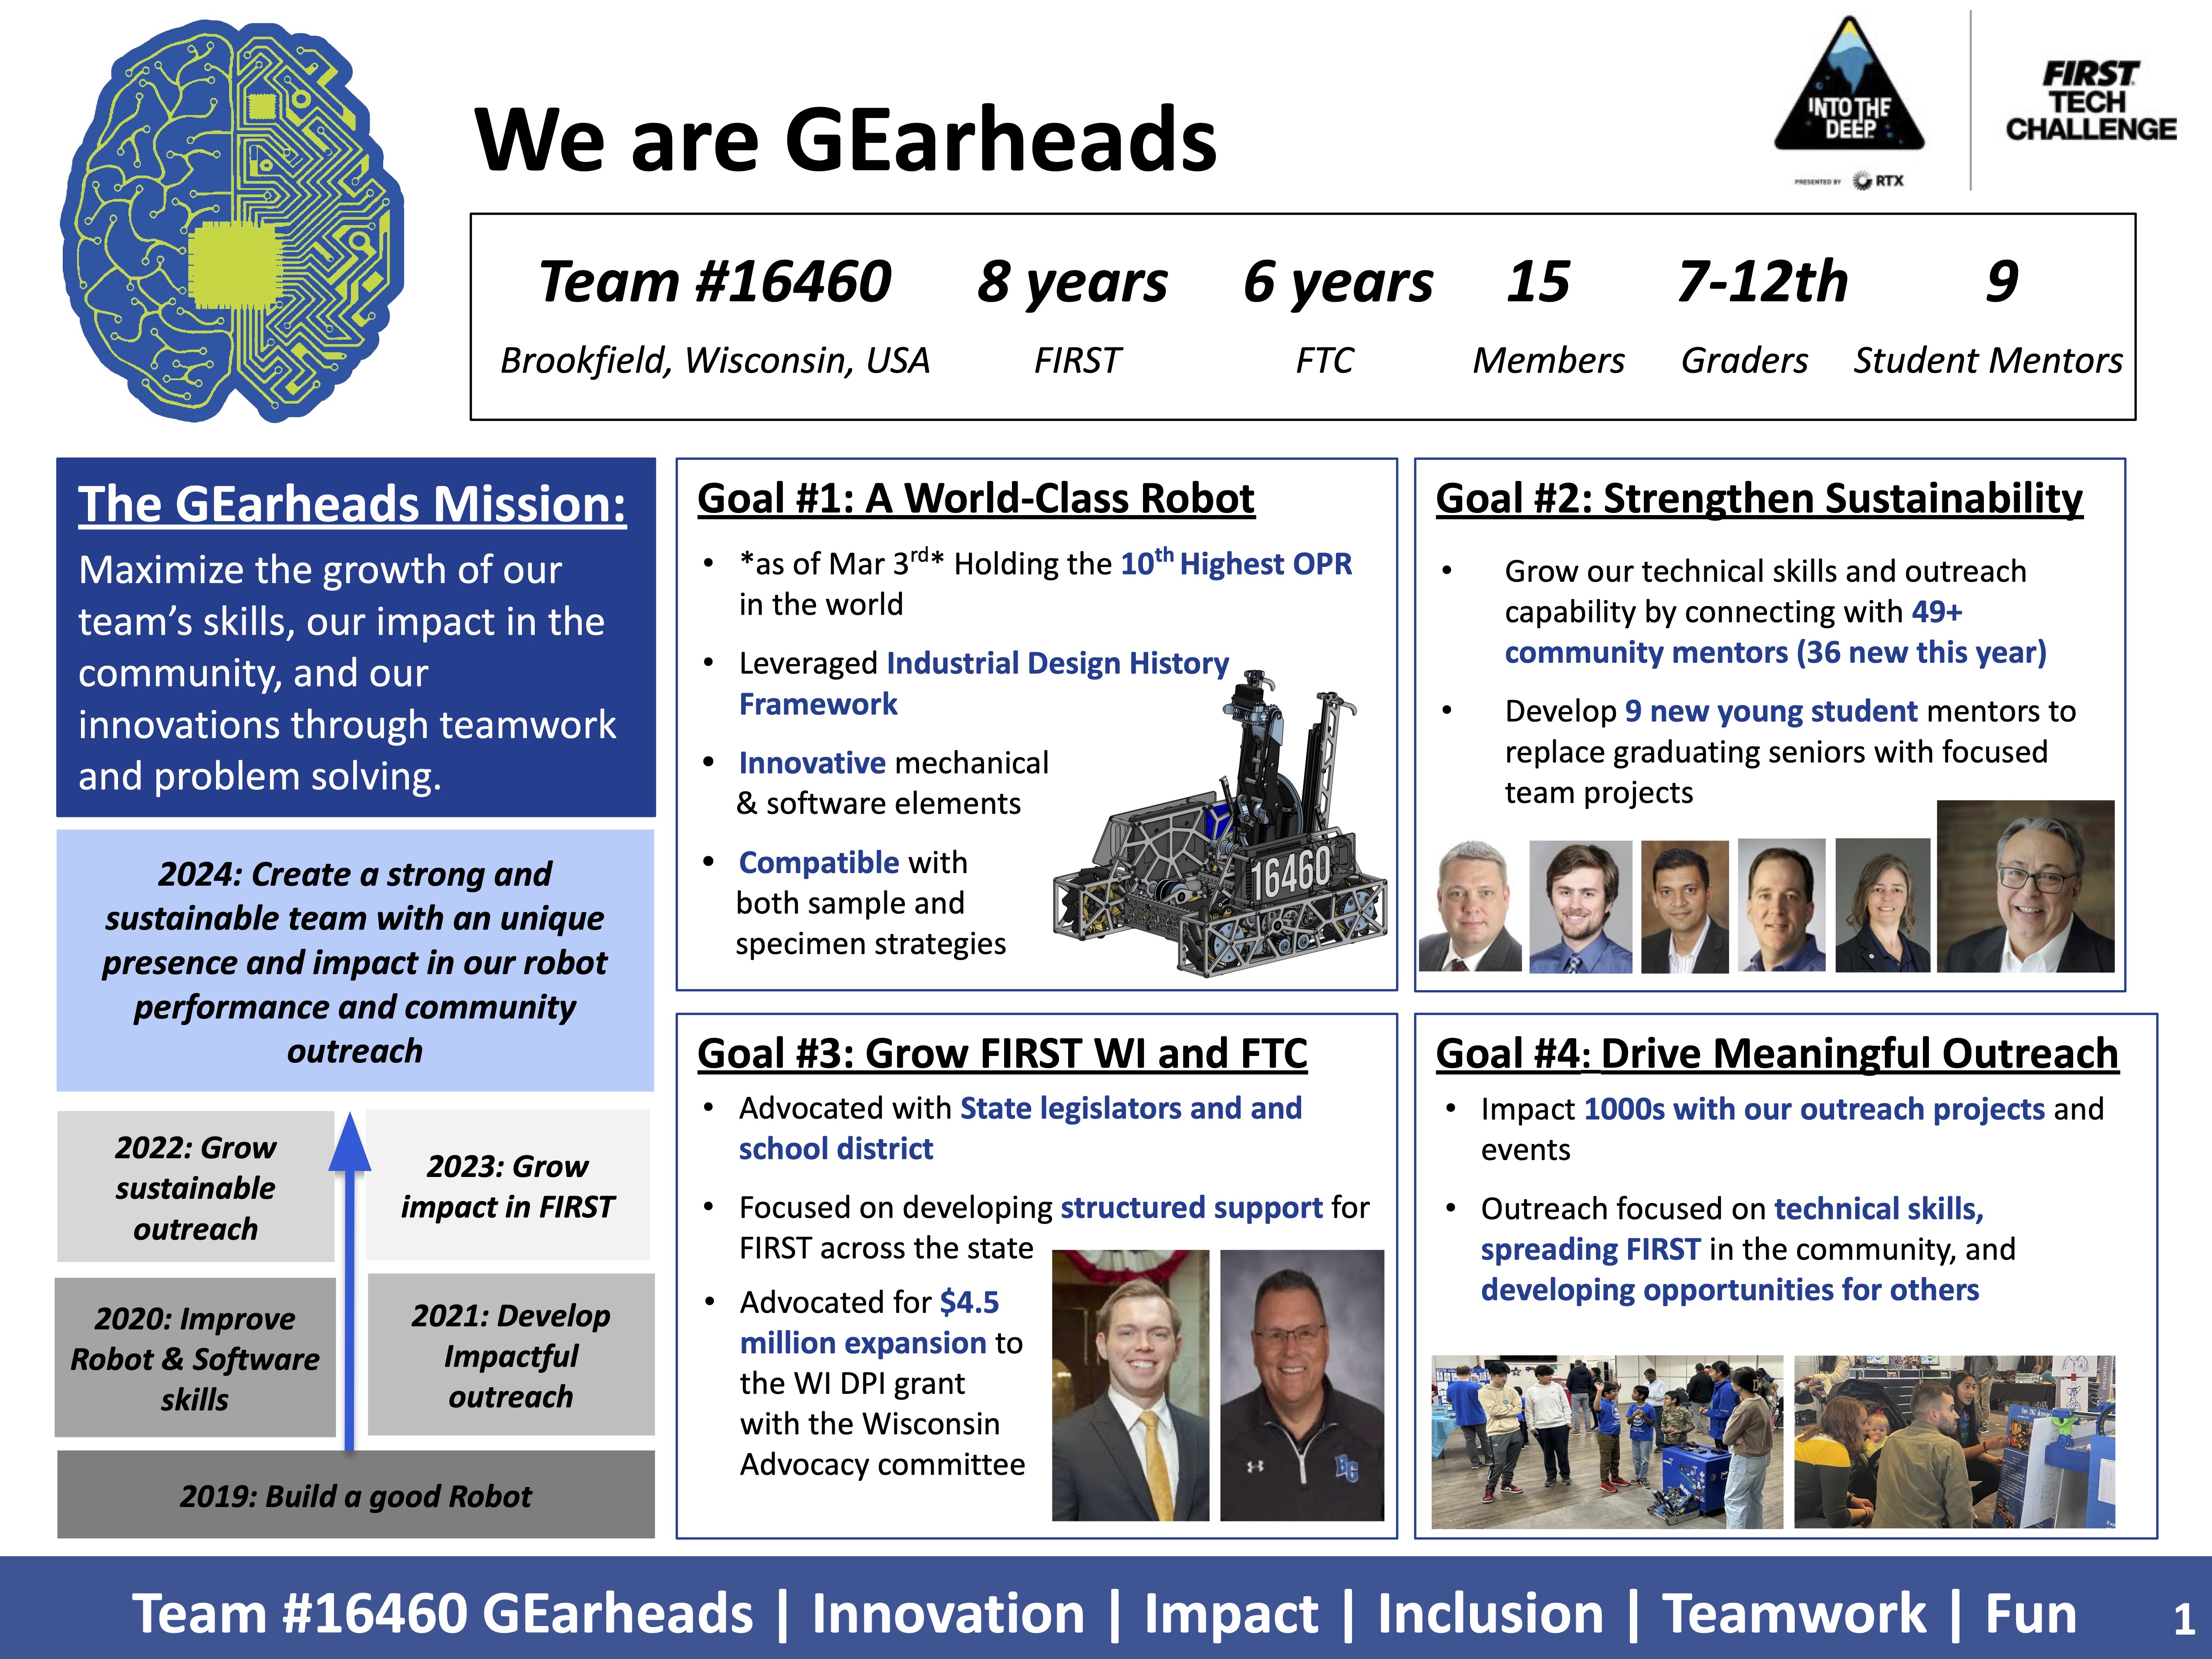 We are GEarheads
INTO THE
DEEP
PRESENTED BY RTX
FIRST
TECH
CHALLENGE
Team #16460 8 years 6 years 15 7-12th 9
Brookfield, Wisconsin, USA FIRST FTC Members Graders Student Mentors
The GEarheads Mission:
Maximize the growth of our
team’s skills, our impact in the
community, and our
innovations through teamwork
and problem solving.
2024: Create a strong and
sustainable team with an unique
presence and impact in our robot
performance and community
outreach
2022: Grow
sustainable
outreach
2023: Grow
impact in FIRST
2020: Improve
Robot & Software
skills
2021: Develop
Impactful
outreach
2019: Build a good Robot
Goal #1: A World-Class Robot
• *as of Mar 3rd* Holding the 10th Highest OPR
in the world
• Leveraged Industrial Design History
Framework
• Innovative mechanical
& software elements
• Compatible with
both sample and
specimen strategies
16460
Goal #2: Strengthen Sustainability
• Grow our technical skills and outreach
capability by connecting with 49+
community mentors (36 new this year)
• Develop 9 new young student mentors to
replace graduating seniors with focused
team projects
Goal #3: Grow FIRST WI and FTC
• Advocated with State legislators and and
school district
• Focused on developing structured support for
FIRST across the state
• Advocated for $4.5
million expansion to
the WI DPI grant
with the Wisconsin
Advocacy committee
BG
Goal #4: Drive Meaningful Outreach
• Impact 1000s with our outreach projects and
events
• Outreach focused on technical skills,
spreading FIRST in the community, and
developing opportunities for others
Team #16460 GEarheads | Innovation | Impact | Inclusion | Teamwork | Fun 1